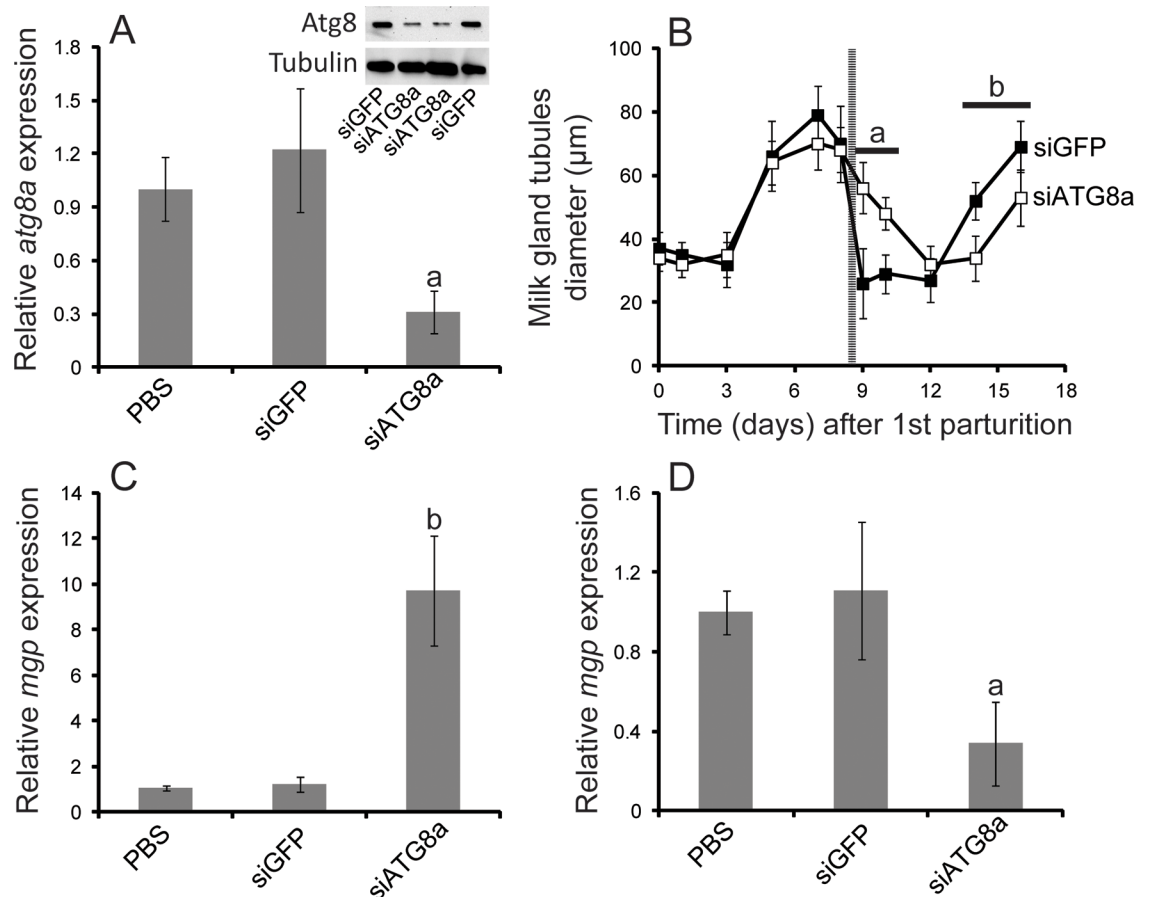 A
Atg8
Tubulin
siGFP
siATG8a
siATG8a
siGFP
Relative atg8a expression
1.8
1.5
1.2
0.9
0.6
0.3
0
a
PBS
siGFP
siATG8a
B
Milk gland tubules
diameter (µm)
100
80
60
40
20
0
a
b
siGFP
siATG8a
0
3
6
9
12
15
18
Time (days) after 1st parturition
C
Relative mgp expression
14
12
10
8
6
4
2
0
b
PBS
siGFP
siATG8a
D
Relative mgp expression
1.6
1.2
0.8
0.4
0
a
PBS
siGFP
siATG8a